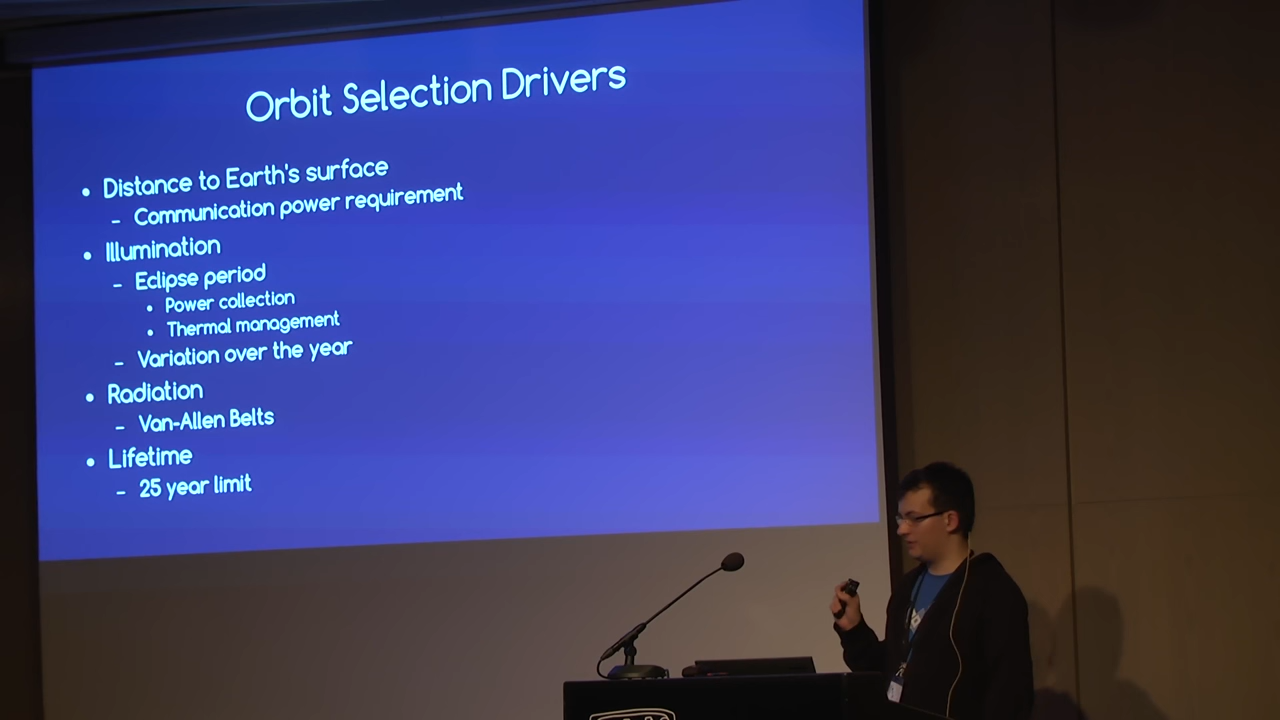 Orbit Selection Drivers
• Distance to Earth's surface
– Communication power requirement
• Illumination
– Eclipse period
• Power collection
• Thermal management
– Variation over the year
• Radiation
– Van-Allen Belts
• Lifetime
– 25 year limit